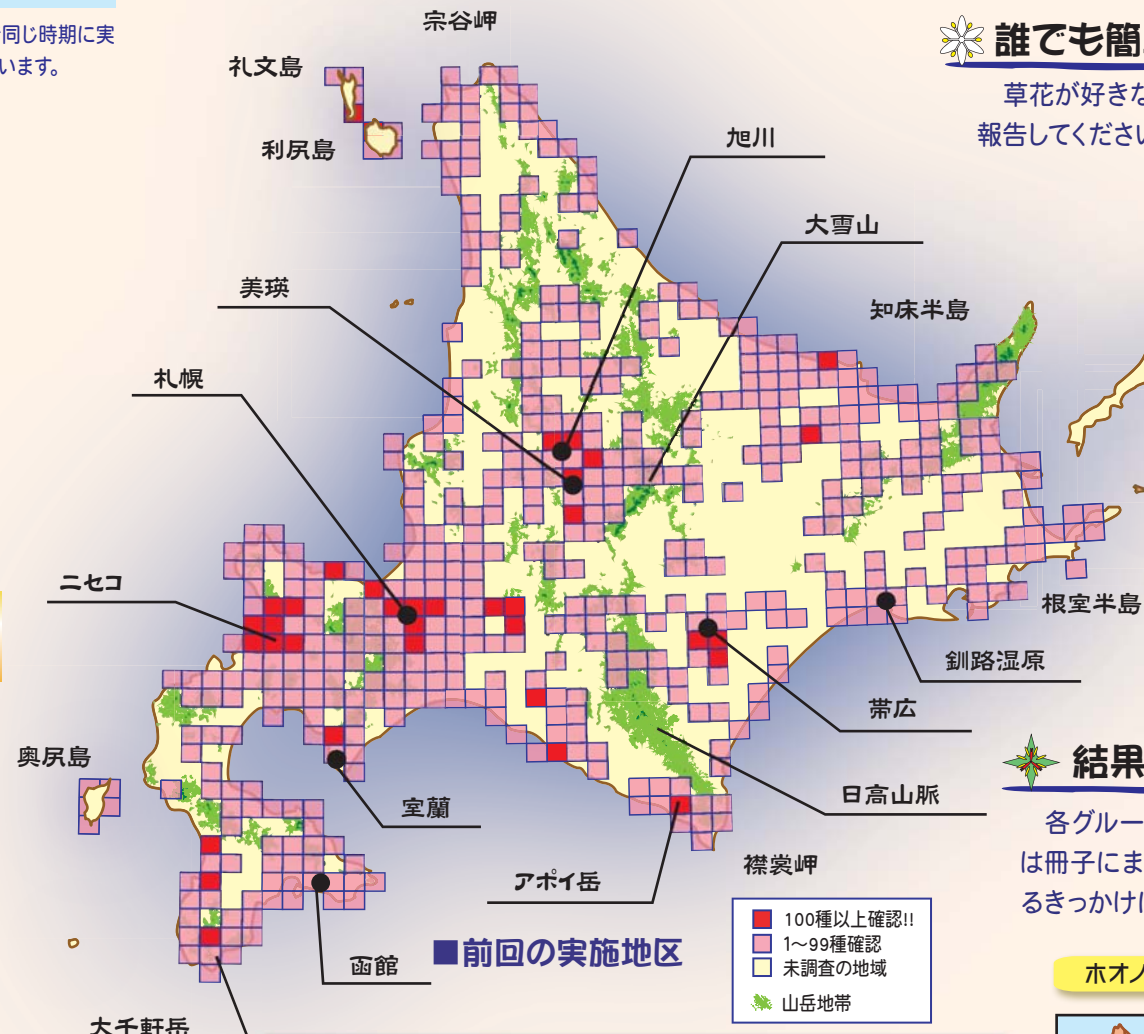 同じ時期に実
います。
宗谷岬
礼文島
利尻島
旭川
大雪山
美瑛
知床半島
札幌
ニセコ
根室半島
釧路湿原
帯広
奥尻島
日高山脈
室蘭
アポイ岳
襟裳岬
函館
大千軒岳
■前回の実施地区
100種以上確認!!
1〜99種確認
未調査の地域
山岳地帯
誰でも簡
草花が好きな
報告してください
結果
各グルー
は冊子にま
るきっかけに
ホオノ